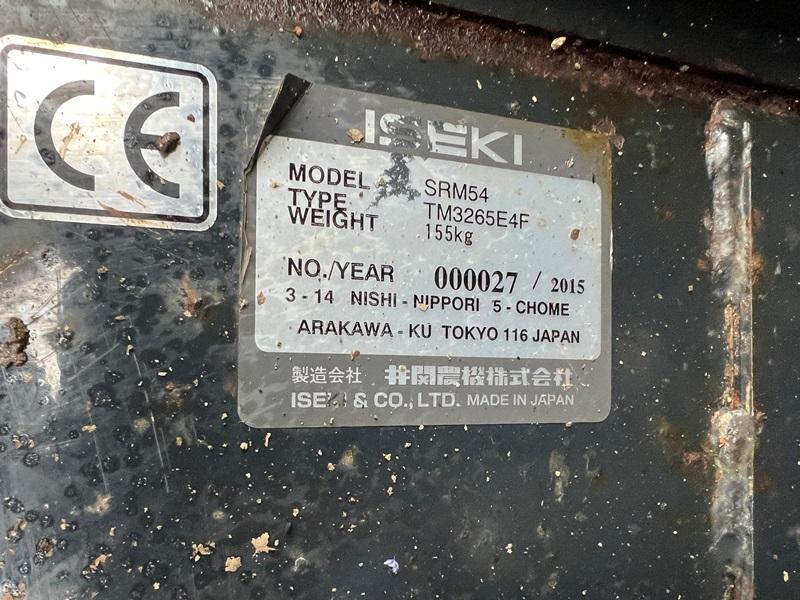 CE
ISEKI
MODEL SRM54
TYPE TM3265E4F
WEIGHT 155kg
NO./YEAR 000027 / 2015
3 - 14 NISHI - NIPPORI 5 - CHOME
ARAKAWA - KU TOKYO 116 JAPAN
製造会社 井関農機株式会社
ISEKI & CO., LTD. MADE IN JAPAN